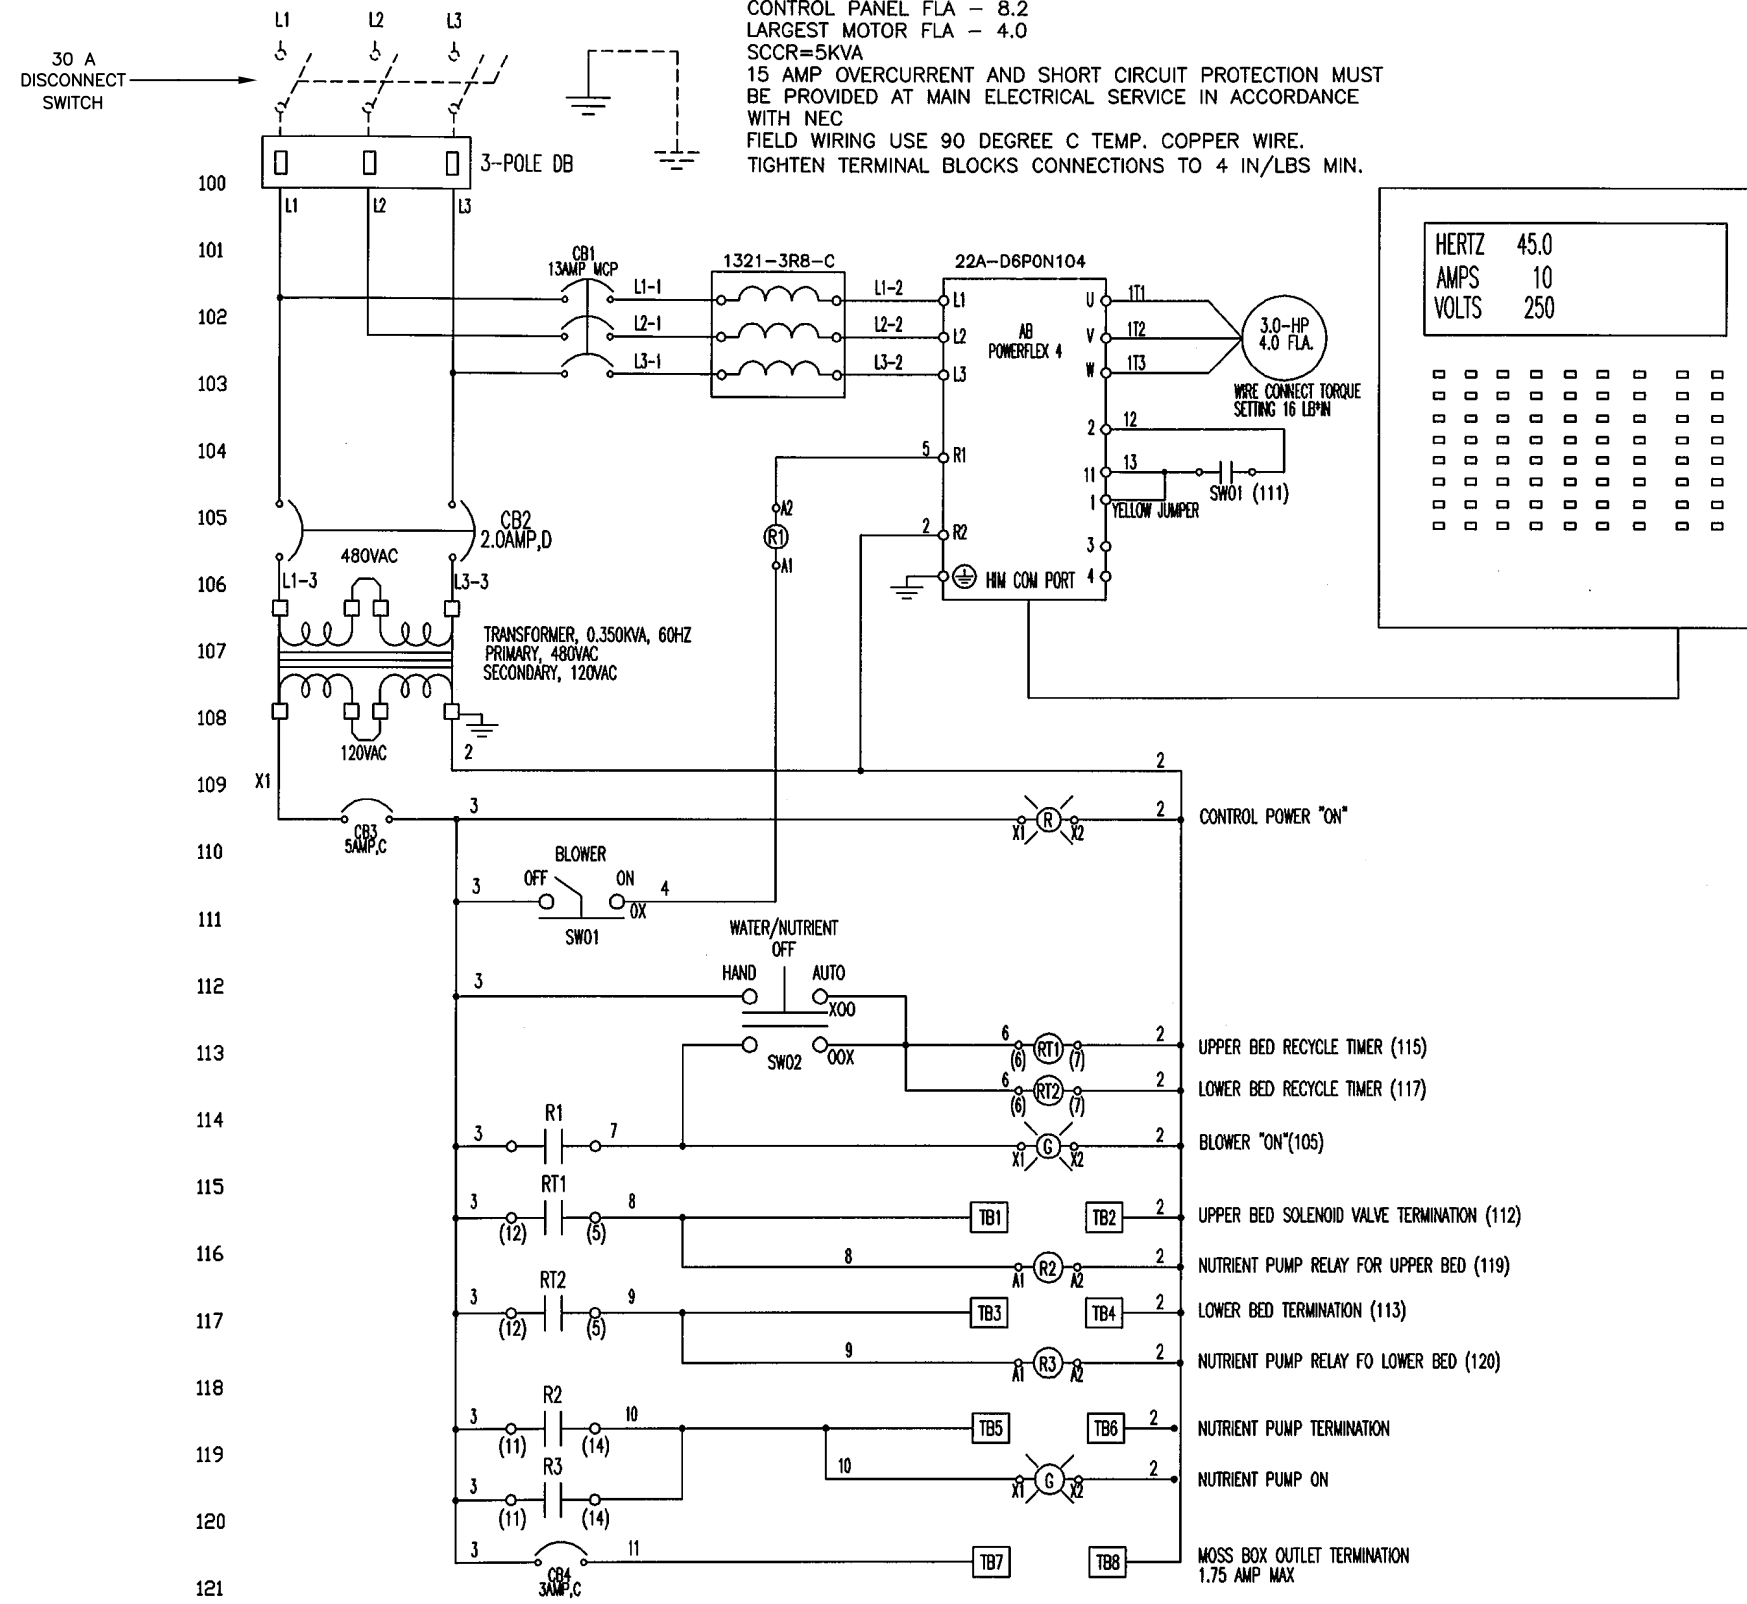 CONTROL PANEL FLA - 8.2
LARGEST MOTOR FLA - 4.0
SCCR=5KVA
15 AMP OVERCURRENT AND SHORT CIRCUIT PROTECTION MUST
BE PROVIDED AT MAIN ELECTRICAL SERVICE IN ACCORDANCE
WITH NEC
FIELD WIRING USE 90 DEGREE C TEMP. COPPER WIRE.
TIGHTEN TERMINAL BLOCKS CONNECTIONS TO 4 IN/LBS MIN.
L1 L2 L3
30 A
DISCONNECT
SWITCH
3-POLE DB
100
L1 L2 L3
101
CB1
13AMP MCP
1321-3R8-C
22A-D6P0N104
HERTZ 45.0
AMPS 10
VOLTS 250
L1-1 L1-2 L1 U 1T1
102
L2-1 L2-2 L2 V 1T2
AB
POWERFLEX 4
3.0-HP
4.0 FLA.
L3-1 L3-2 L3 W 1T3
103
WIRE CONNECT TORQUE
SETTING 16 LB*IN
2 12
104
5 R1
11 13
SW01 (111)
1
YELLOW JUMPER
105
CB2
2.0AMP,D
A2
R1
A1
2 R2
3
480VAC
106
L1-3 L3-3
HIM COM PORT 4
107
TRANSFORMER, 0.350KVA, 60HZ
PRIMARY, 480VAC
SECONDARY, 120VAC
108
120VAC
2 2
109 X1
3 X1 R X2 2 CONTROL POWER "ON"
CB3
5AMP,C
110
BLOWER
OFF ON
3 4
OX
SW01
111
WATER/NUTRIENT
OFF
HAND AUTO
112
3
XOO
113
SW02
OOX
6 (6) RT1 (7) 2 UPPER BED RECYCLE TIMER (115)
6 (6) RT2 (7) 2 LOWER BED RECYCLE TIMER (117)
114
R1
3 7 X1 G X2 2 BLOWER "ON"(105)
115
RT1
3 (12) (5) 8 TB1 TB2 2 UPPER BED SOLENOID VALVE TERMINATION (112)
116
8 A1 R2 A2 2 NUTRIENT PUMP RELAY FOR UPPER BED (119)
RT2
3 (12) (5) 9 TB3 TB4 2 LOWER BED TERMINATION (113)
117
9 A1 R3 A2 2 NUTRIENT PUMP RELAY FO LOWER BED (120)
118
R2
3 (11) (14) 10 TB5 TB6 2 NUTRIENT PUMP TERMINATION
119
R3
10 X1 G X2 2 NUTRIENT PUMP ON
3 (11) (14)
120
3 11 TB7 TB8 MOSS BOX OUTLET TERMINATION
1.75 AMP MAX
CB4
3AMP,C
121